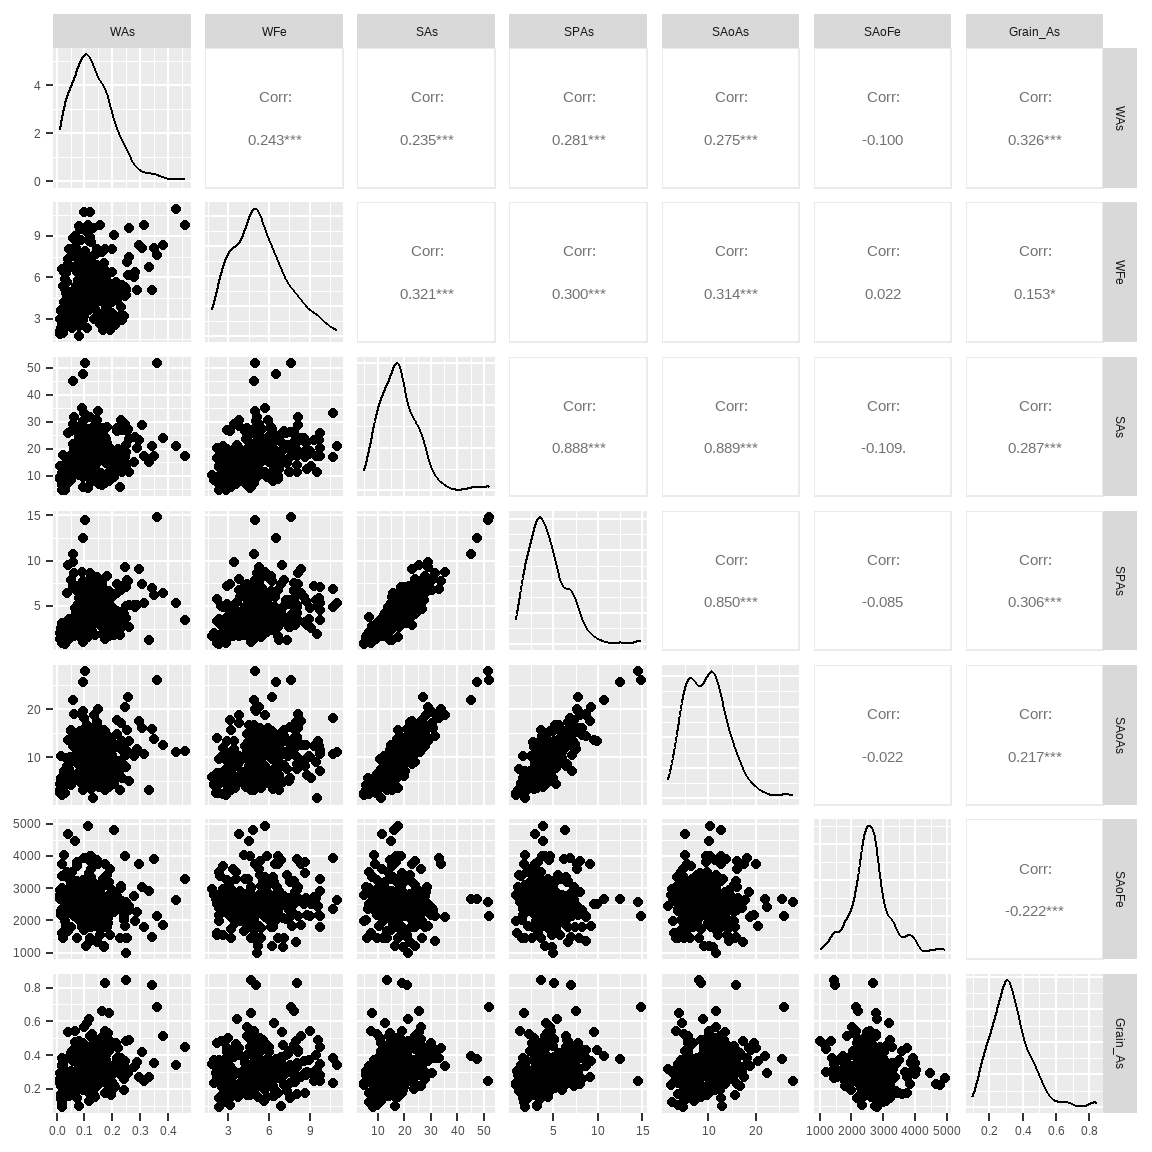 WAs WFe SAs SPAs SAoAs SAoFe Grain_As
4
2
0
Corr: Corr: Corr: Corr: Corr: Corr:
0.243*** 0.235*** 0.281*** 0.275*** -0.100 0.326***
WAs
9
6
3
Corr: Corr: Corr: Corr: Corr:
0.321*** 0.300*** 0.314*** 0.022 0.153*
WFe
50
40
30
20
10
Corr: Corr: Corr: Corr:
0.888*** 0.889*** -0.109. 0.287***
SAs
15
10
5
Corr: Corr: Corr:
0.850*** -0.085 0.306***
SPAs
20
10
Corr: Corr:
-0.022 0.217***
SAoAs
5000
4000
3000
2000
1000
Corr:
-0.222***
SAoFe
0.8
0.6
0.4
0.2
Grain_As
0.0 0.1 0.2 0.3 0.4 3 6 9 10 20 30 40 50 5 10 15 10 20 1000 2000 3000 4000 5000 0.2 0.4 0.6 0.8